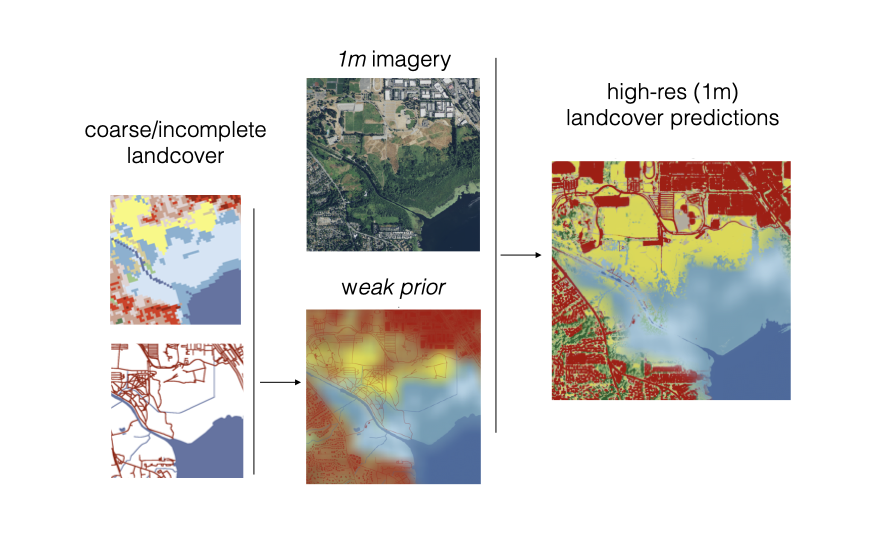 coarse/incomplete
landcover
1m imagery
weak prior
high-res (1m)
landcover predictions